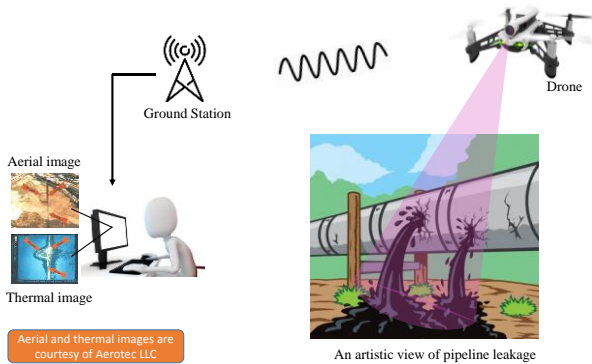 Drone
Ground Station
Aerial image
Thermal image
Aerial and thermal images are
courtesy of Aerotec LLC
An artistic view of pipeline leakage